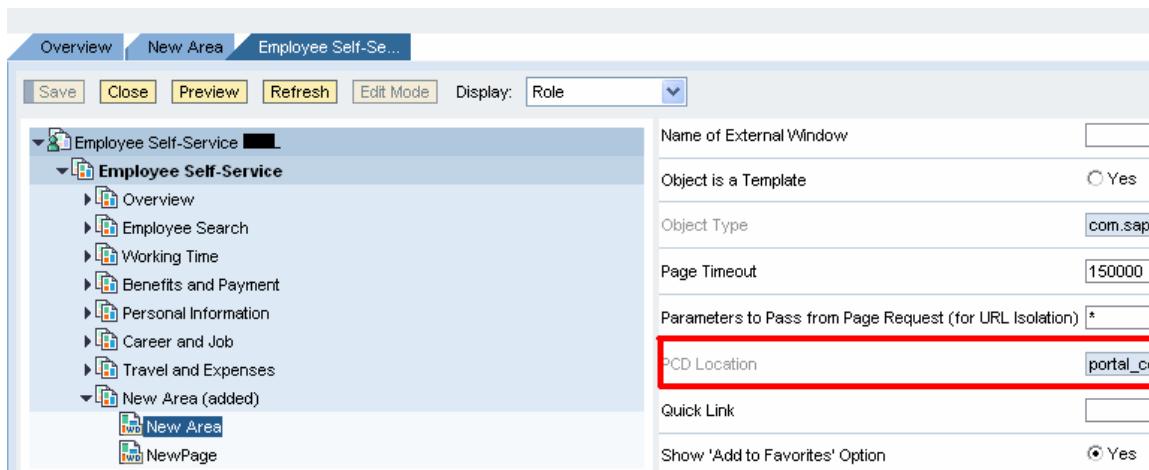 Overview New Area Employee Self-Se...
Save Close Preview Refresh Edit Mode Display: Role
Employee Self-Service
Employee Self-Service
Overview
Employee Search
Working Time
Benefits and Payment
Personal Information
Career and Job
Travel and Expenses
New Area (added)
New Area
NewPage
Name of External Window
Object is a Template Yes
Object Type com.sap
Page Timeout 150000
Parameters to Pass from Page Request (for URL Isolation) *
PCD Location
Quick Link
Show 'Add to Favorites' Option Yes